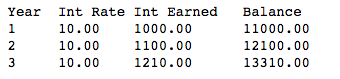 Year Int Rate Int Earned Balance
1 10.00 1000.00 11000.00
2 10.00 1100.00 12100.00
3 10.00 1210.00 13310.00